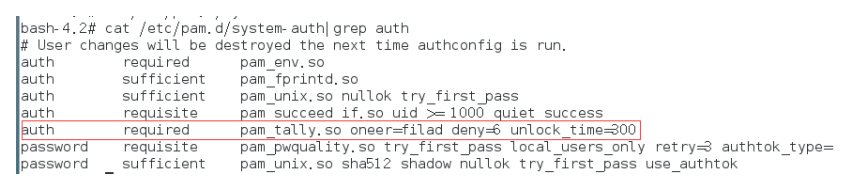 bash-4.2# cat /etc/pam.d/system-auth|grep auth
# User changes will be destroyed the next time authconfig is run.
auth required pam_env.so
auth sufficient pam_fprintd.so
auth sufficient pam_unix.so nullok try_first_pass
auth requisite pam_succeed_if.so uid >= 1000 quiet_success
auth required pam_tally.so oneer=filad deny=6 unlock_time=300
password requisite pam_pwquality.so try_first_pass local_users_only retry=3 authtok_type=
password sufficient pam_unix.so sha512 shadow nullok try_first_pass use_authtok